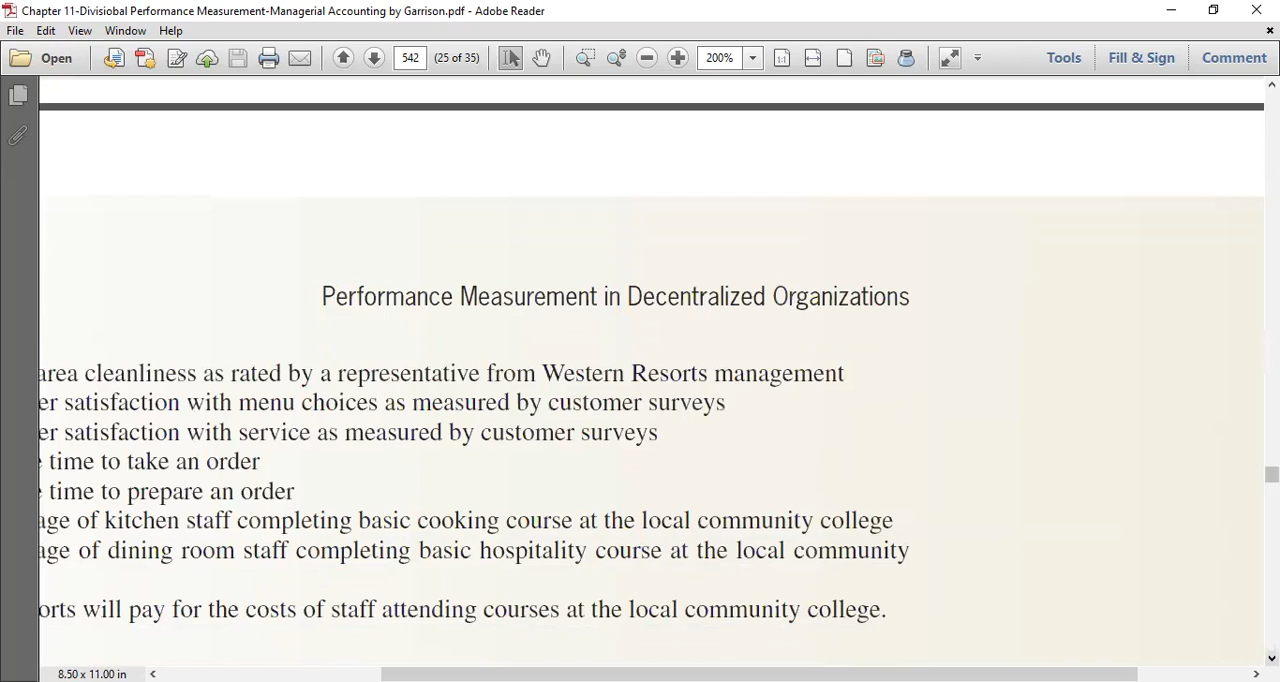 Chapter 11-Divisiobal Performance Measurement-Managerial Accounting by Garrison.pdf - Adobe Reader
File Edit View Window Help
Open 542 (25 of 35) 200% Tools Fill & Sign Comment
Performance Measurement in Decentralized Organizations
area cleanliness as rated by a representative from Western Resorts management
er satisfaction with menu choices as measured by customer surveys
er satisfaction with service as measured by customer surveys
e time to take an order
e time to prepare an order
age of kitchen staff completing basic cooking course at the local community college
age of dining room staff completing basic hospitality course at the local community
orts will pay for the costs of staff attending courses at the local community college.
8.50 x 11.00 in